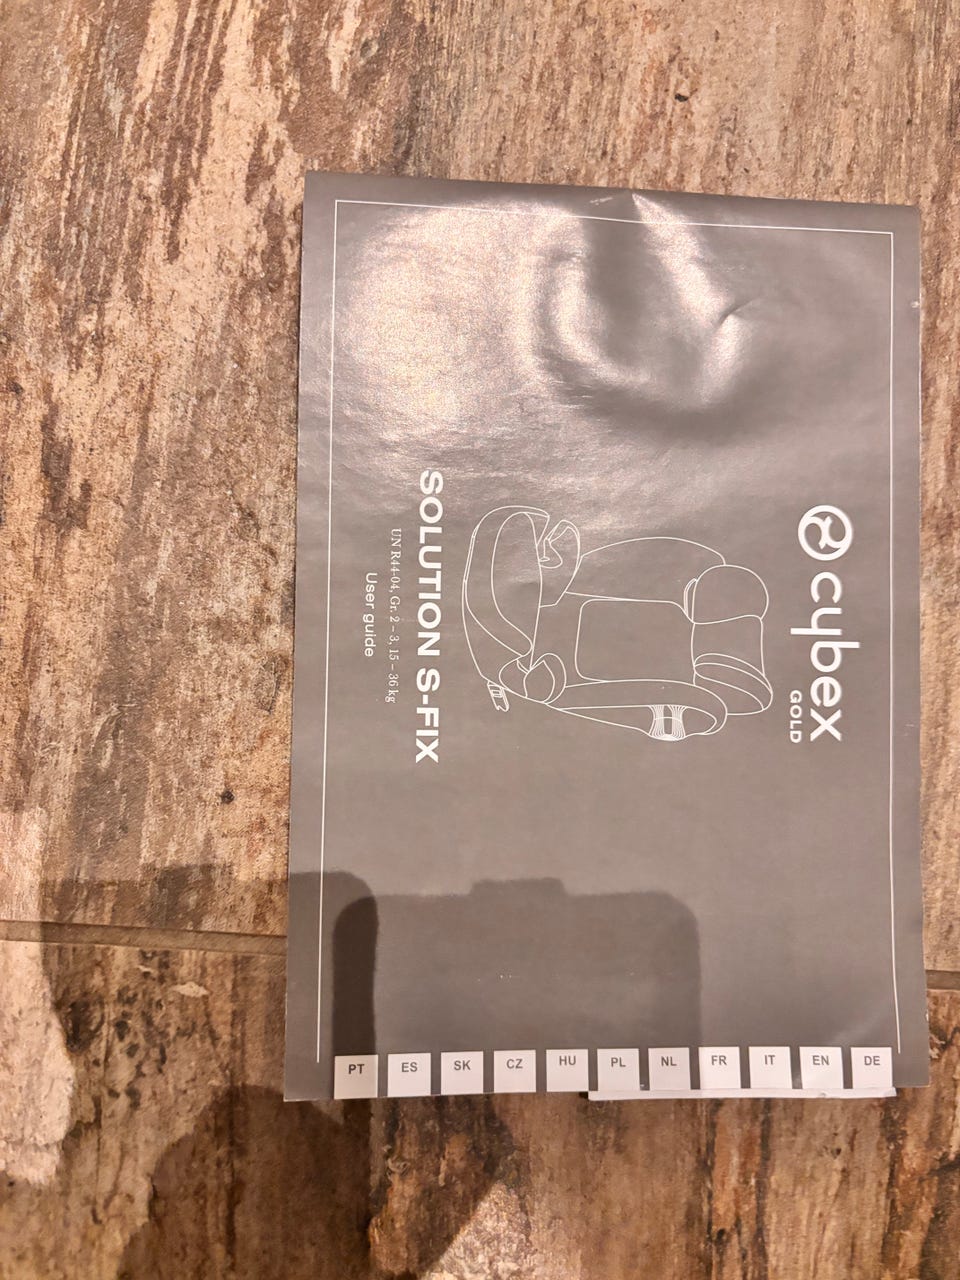 cybex
GOLD
SOLUTION S-FIX
UN R44-04, Gr. 2 – 3, 15 – 36 kg
User guide
DE
EN
IT
FR
NL
PL
HU
CZ
SK
ES
PT